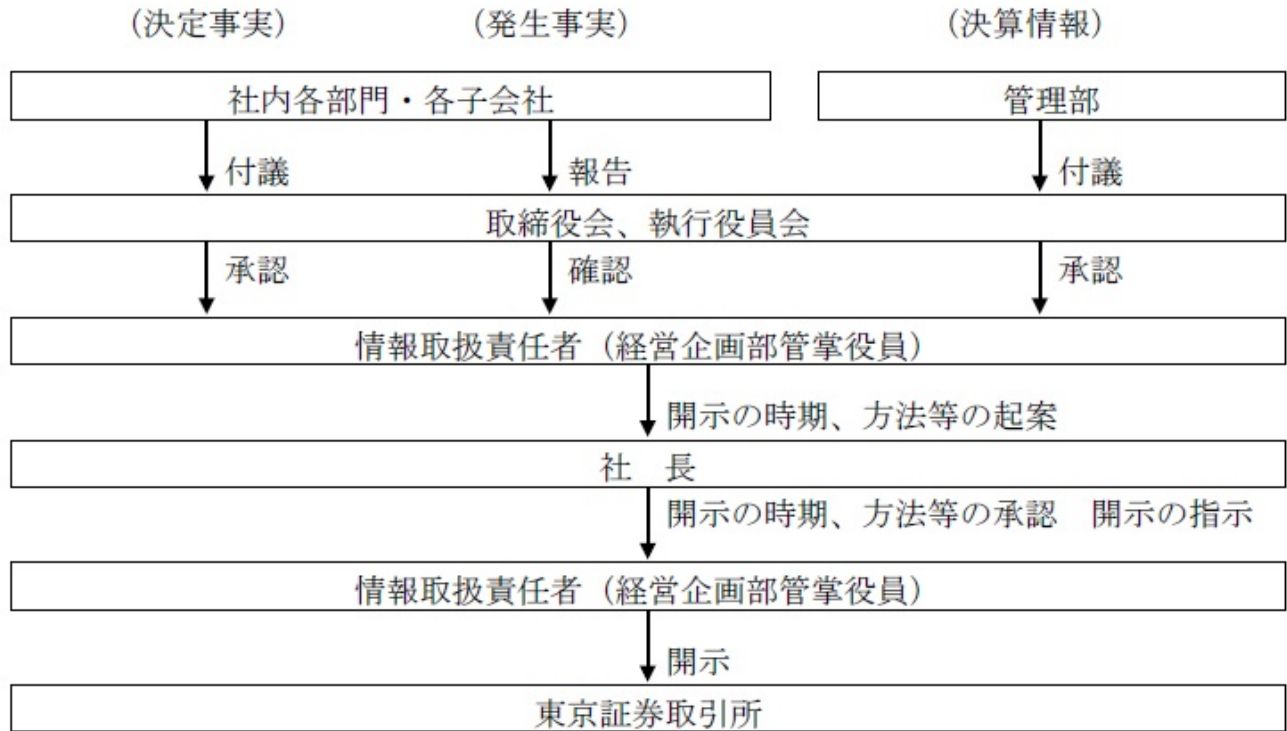 （決定事実）　（発生事実）　（決算情報）
社内各部門・各子会社　管理部
付議　報告　付議
取締役会、執行役員会
承認　確認　承認
情報取扱責任者（経営企画部管掌役員）
開示の時期、方法等の起案
社　長
開示の時期、方法等の承認　開示の指示
情報取扱責任者（経営企画部管掌役員）
開示
東京証券取引所